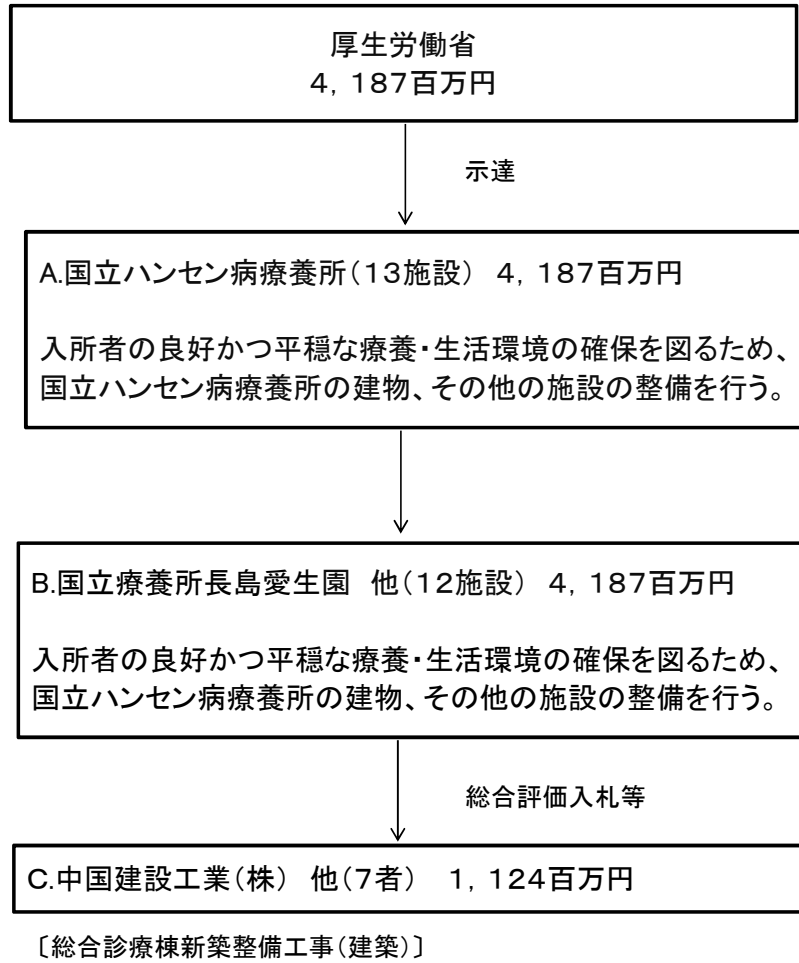 厚生労働省
4，187百万円
示達
A.国立ハンセン病療養所（13施設）　4，187百万円
入所者の良好かつ平穏な療養・生活環境の確保を図るため、
国立ハンセン病療養所の建物、その他の施設の整備を行う。
B.国立療養所長島愛生園　他（12施設）　4，187百万円
入所者の良好かつ平穏な療養・生活環境の確保を図るため、
国立ハンセン病療養所の建物、その他の施設の整備を行う。
総合評価入札等
C.中国建設工業（株）　他（7者）　1，124百万円
〔総合診療棟新築整備工事（建築）〕